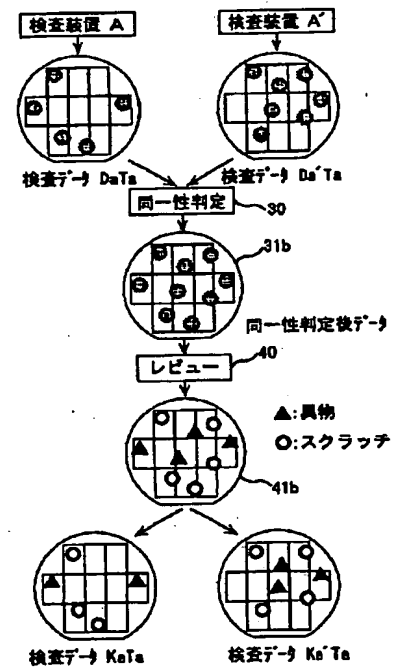 検査装置 A
検査装置 A´
検査データ DaTa
検査データ Da´Ta
同一性判定
30
31b
同一性判定後データ
レビュー
40
▲:異物
○:スクラッチ
41b
検査データ KaTa
検査データ Ka´Ta